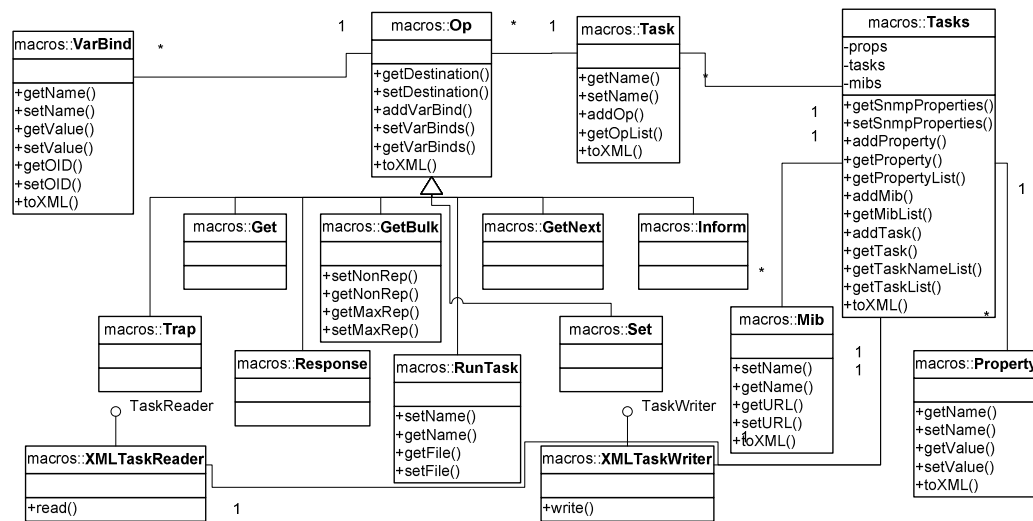 macros::VarBind
+getName()
+setName()
+getValue()
+setValue()
+getOID()
+setOID()
+toXML()
*
1
macros::Op
+getDestination()
+setDestination()
+addVarBind()
+setVarBinds()
+getVarBinds()
+toXML()
*
1
macros::Task
+getName()
+setName()
+addOp()
+getOpList()
+toXML()
*
1
1
macros::Tasks
-props
-tasks
-mibs
+getSnmpProperties()
+setSnmpProperties()
+addProperty()
+getProperty()
+getPropertyList()
+addMib()
+getMibList()
+addTask()
+getTask()
+getTaskNameList()
+getTaskList()
+toXML()
1
*
macros::Get
macros::GetBulk
+setNonRep()
+getNonRep()
+getMaxRep()
+setMaxRep()
macros::GetNext
macros::Inform
*
macros::Trap
macros::Response
macros::RunTask
+setName()
+getName()
+getFile()
+setFile()
macros::Set
macros::Mib
+setName()
+getName()
+getURL()
+setURL()
+toXML()
1
1
1
macros::Property
+getName()
+setName()
+getValue()
+setValue()
+toXML()
TaskReader
macros::XMLTaskReader
+read()
1
TaskWriter
macros::XMLTaskWriter
+write()